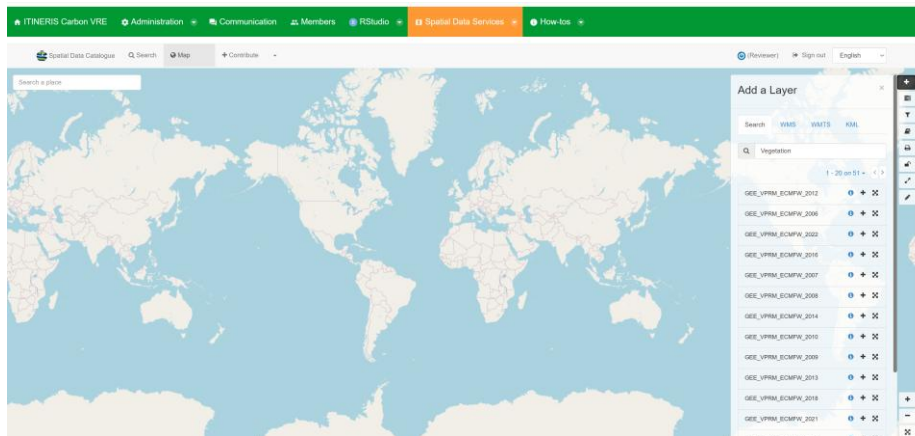 ITINERIS Carbon VRE Administration Communication Members RStudio Spatial Data Services How-tos
Spatial Data Catalogue Search Map + Contribute (Reviewer) Sign out English
Search a place
Add a Layer ×
Search WMS WMTS KML
Vegetation
1 - 20 on 51
GEE_VPRM_ECMFW_2012
GEE_VPRM_ECMFW_2006
GEE_VPRM_ECMFW_2022
GEE_VPRM_ECMFW_2016
GEE_VPRM_ECMFW_2007
GEE_VPRM_ECMFW_2008
GEE_VPRM_ECMFW_2014
GEE_VPRM_ECMFW_2010
GEE_VPRM_ECMFW_2009
GEE_VPRM_ECMFW_2013
GEE_VPRM_ECMFW_2018
GEE_VPRM_ECMFW_2021